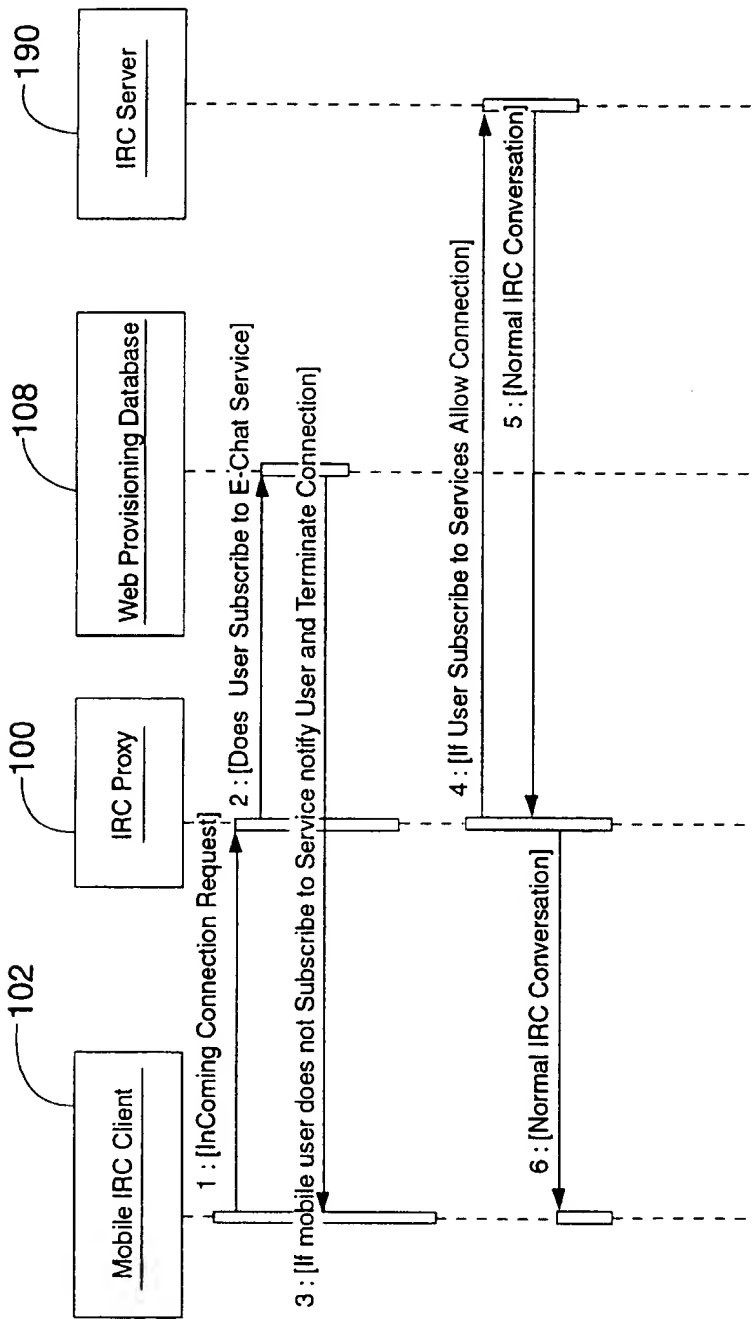 102
100
108
190
Mobile IRC Client
IRC Proxy
Web Provisioning Database
IRC Server
1 : [InComing Connection Request]
2 : [Does User Subscribe to E-Chat Service]
3 : [If mobile user does not Subscribe to Service notify User and Terminate Connection]
4 : [If User Subscribe to Services Allow Connection]
5 : [Normal IRC Conversation]
6 : [Normal IRC Conversation]